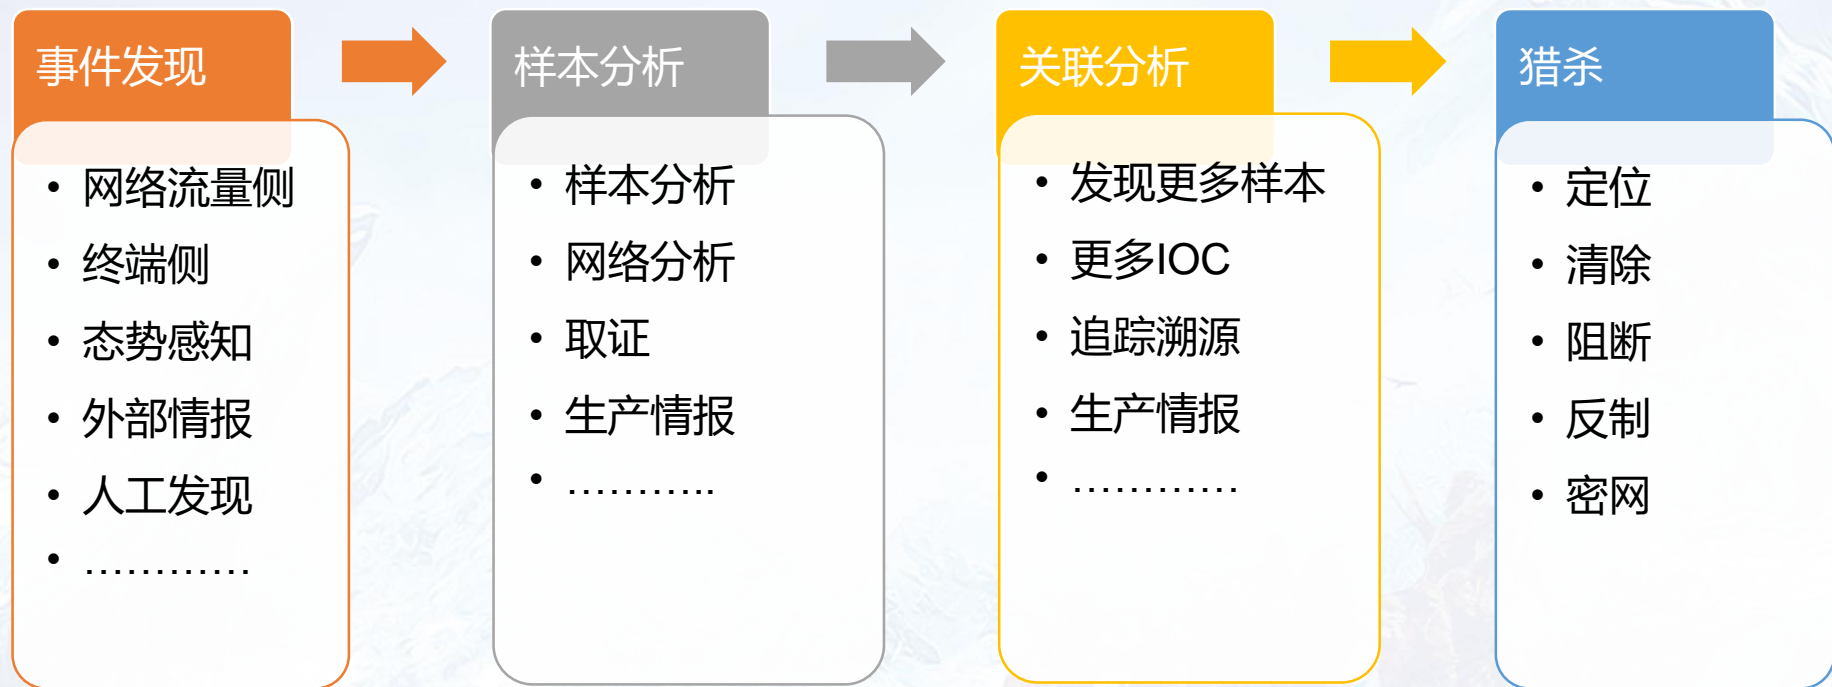 事件发现
• 网络流量侧
• 终端侧
• 态势感知
• 外部情报
• 人工发现
• …………
样本分析
• 样本分析
• 网络分析
• 取证
• 生产情报
• ………..
关联分析
• 发现更多样本
• 更多IOC
• 追踪溯源
• 生产情报
• …………
猎杀
• 定位
• 清除
• 阻断
• 反制
• 密网